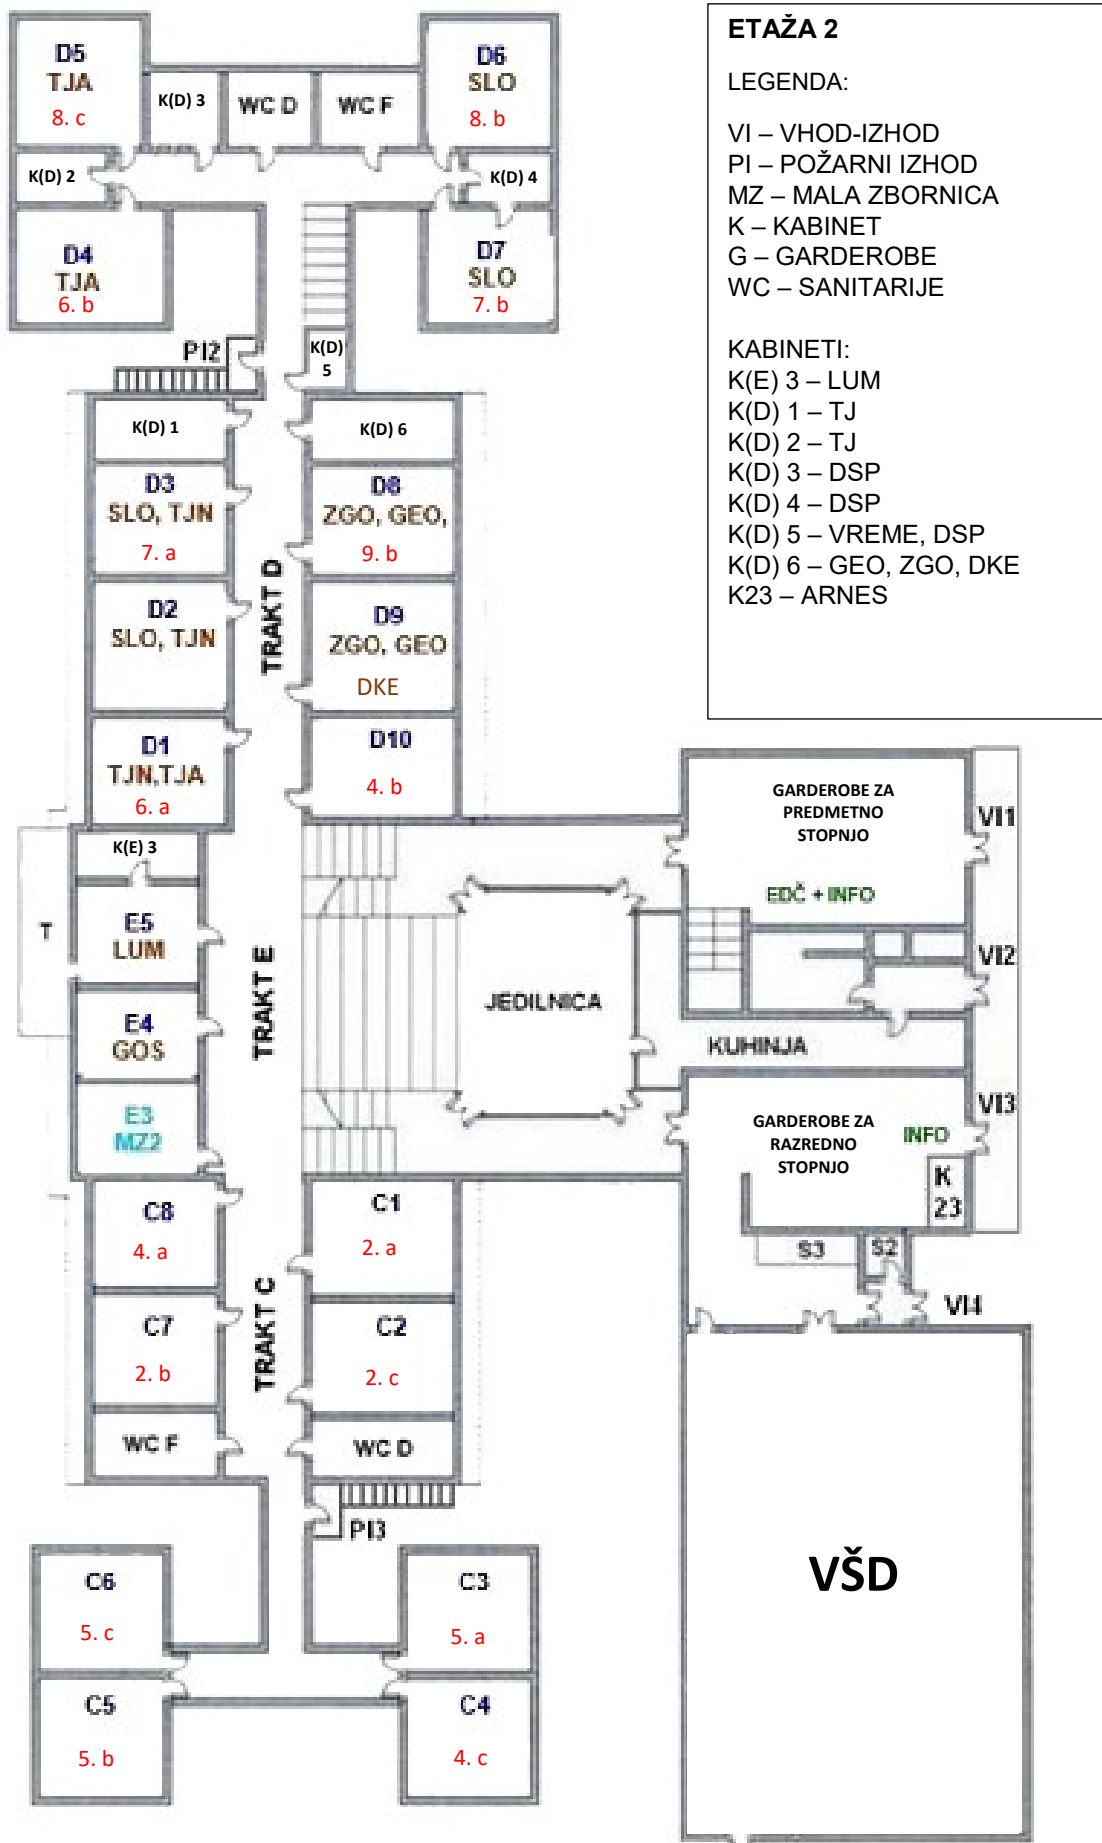 ETAŽA 2
LEGENDA:
VI – VHOD-IZHOD
PI – POŽARNI IZHOD
MZ – MALA ZBORNICA
K – KABINET
G – GARDEROBE
WC – SANITARIJE
KABINETI:
K(E) 3 – LUM
K(D) 1 – TJ
K(D) 2 – TJ
K(D) 3 – DSP
K(D) 4 – DSP
K(D) 5 – VREME, DSP
K(D) 6 – GEO, ZGO, DKE
K23 – ARNES
D5
TJA
8. c
K(D) 3
WC D
WC F
D6
SLO
8. b
K(D) 2
K(D) 4
D4
TJA
6. b
D7
SLO
7. b
PI2
K(D)
5
K(D) 1
K(D) 6
D3
SLO, TJN
7. a
D8
ZGO, GEO,
9. b
TRAKT D
D2
SLO, TJN
D9
ZGO, GEO
DKE
D1
TJN,TJA
6. a
D10
4. b
GARDEROBE ZA
PREDMETNO
STOPNJO
EDČ + INFO
VI1
K(E) 3
T
E5
LUM
TRAKT E
VI2
E4
GOS
JEDILNICA
KUHINJA
E3
MZ2
GARDEROBE ZA
RAZREDNO
STOPNJO
INFO
VI3
K
23
C8
4. a
C1
2. a
S3
S2
VI4
TRAKT C
C7
2. b
C2
2. c
WC F
WC D
PI3
VŠD
C6
5. c
C3
5. a
C5
5. b
C4
4. c